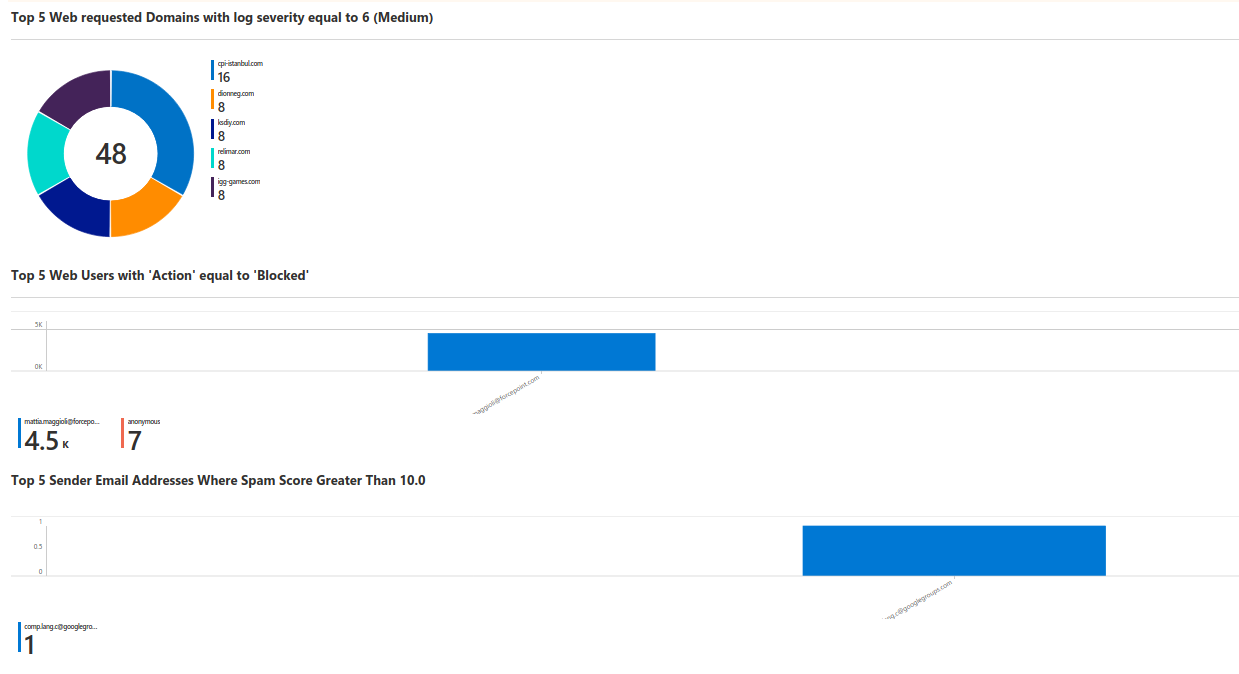 Top 5 Web requested Domains with log severity equal to 6 (Medium)
48
cpi-istanbul.com
16
dionneg.com
8
ksdiy.com
8
relimar.com
8
igg-games.com
8
Top 5 Web Users with 'Action' equal to 'Blocked'
5K
0K
maggioli@forcepoint.com
mattia.maggioli@forcepo...
4.5 K
anonymous
7
Top 5 Sender Email Addresses Where Spam Score Greater Than 10.0
1
0.5
0
ng.c@googlegroups.com
comp.lang.c@googlegro...
1